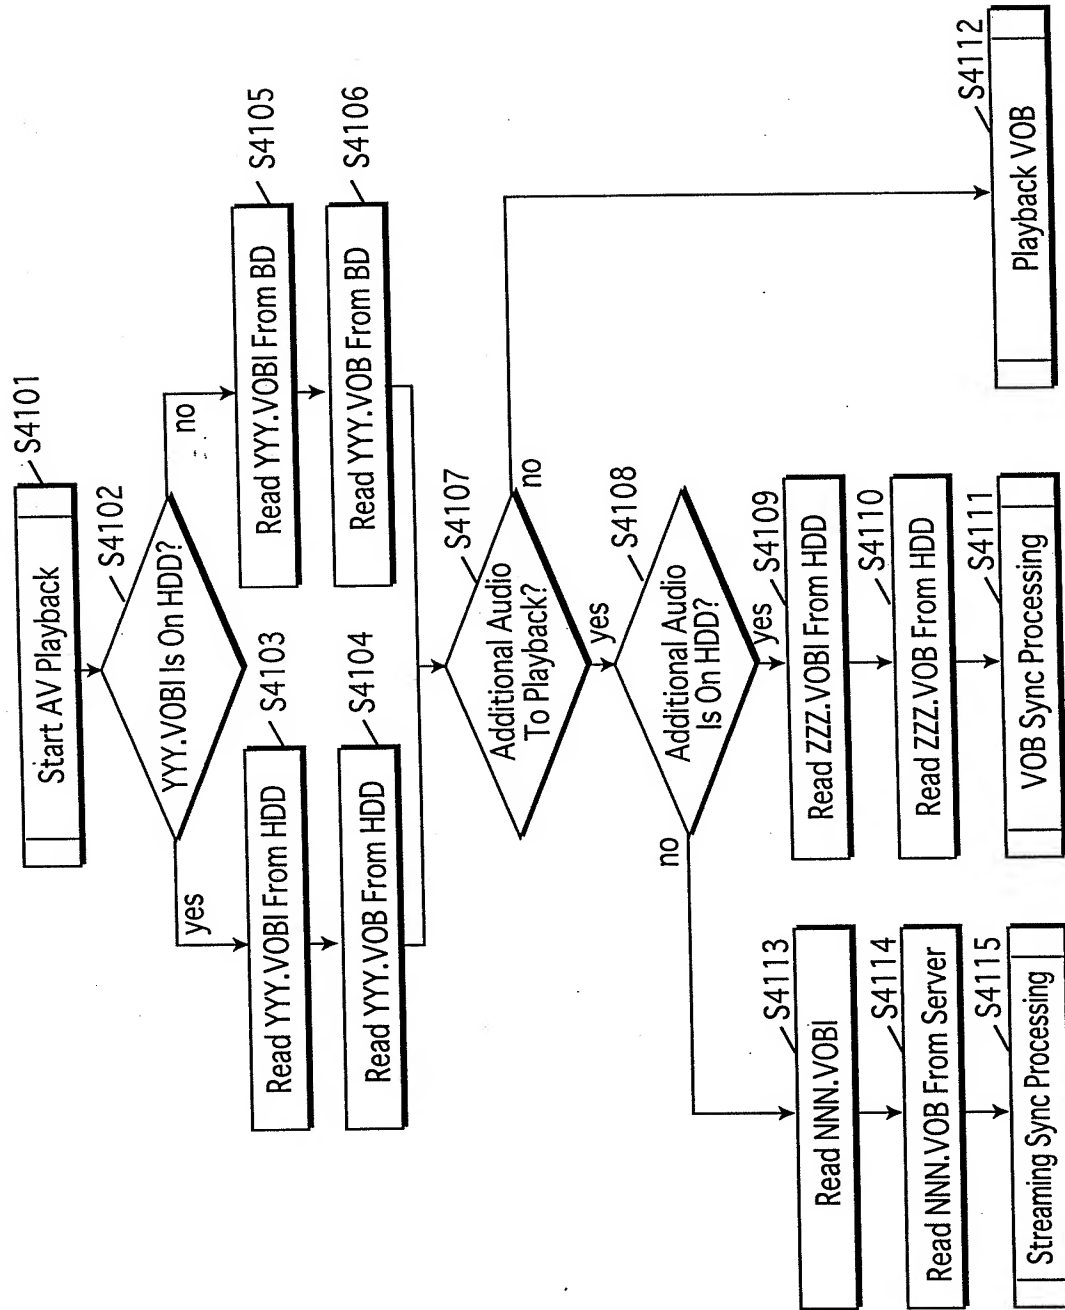 Start AV Playback
S4101
YYY.VOBI Is On HDD?
S4102
yes
no
Read YYY.VOBI From HDD
S4103
Read YYY.VOBI From BD
S4105
Read YYY.VOB From HDD
S4104
Read YYY.VOB From BD
S4106
Additional Audio
To Playback?
S4107
no
yes
Additional Audio
Is On HDD?
S4108
no
yes
Read NNN.VOBI
S4113
Read ZZZ.VOBI From HDD
S4109
Read NNN.VOB From Server
S4114
Read ZZZ.VOB From HDD
S4110
Streaming Sync Processing
S4115
VOB Sync Processing
S4111
Playback VOB
S4112